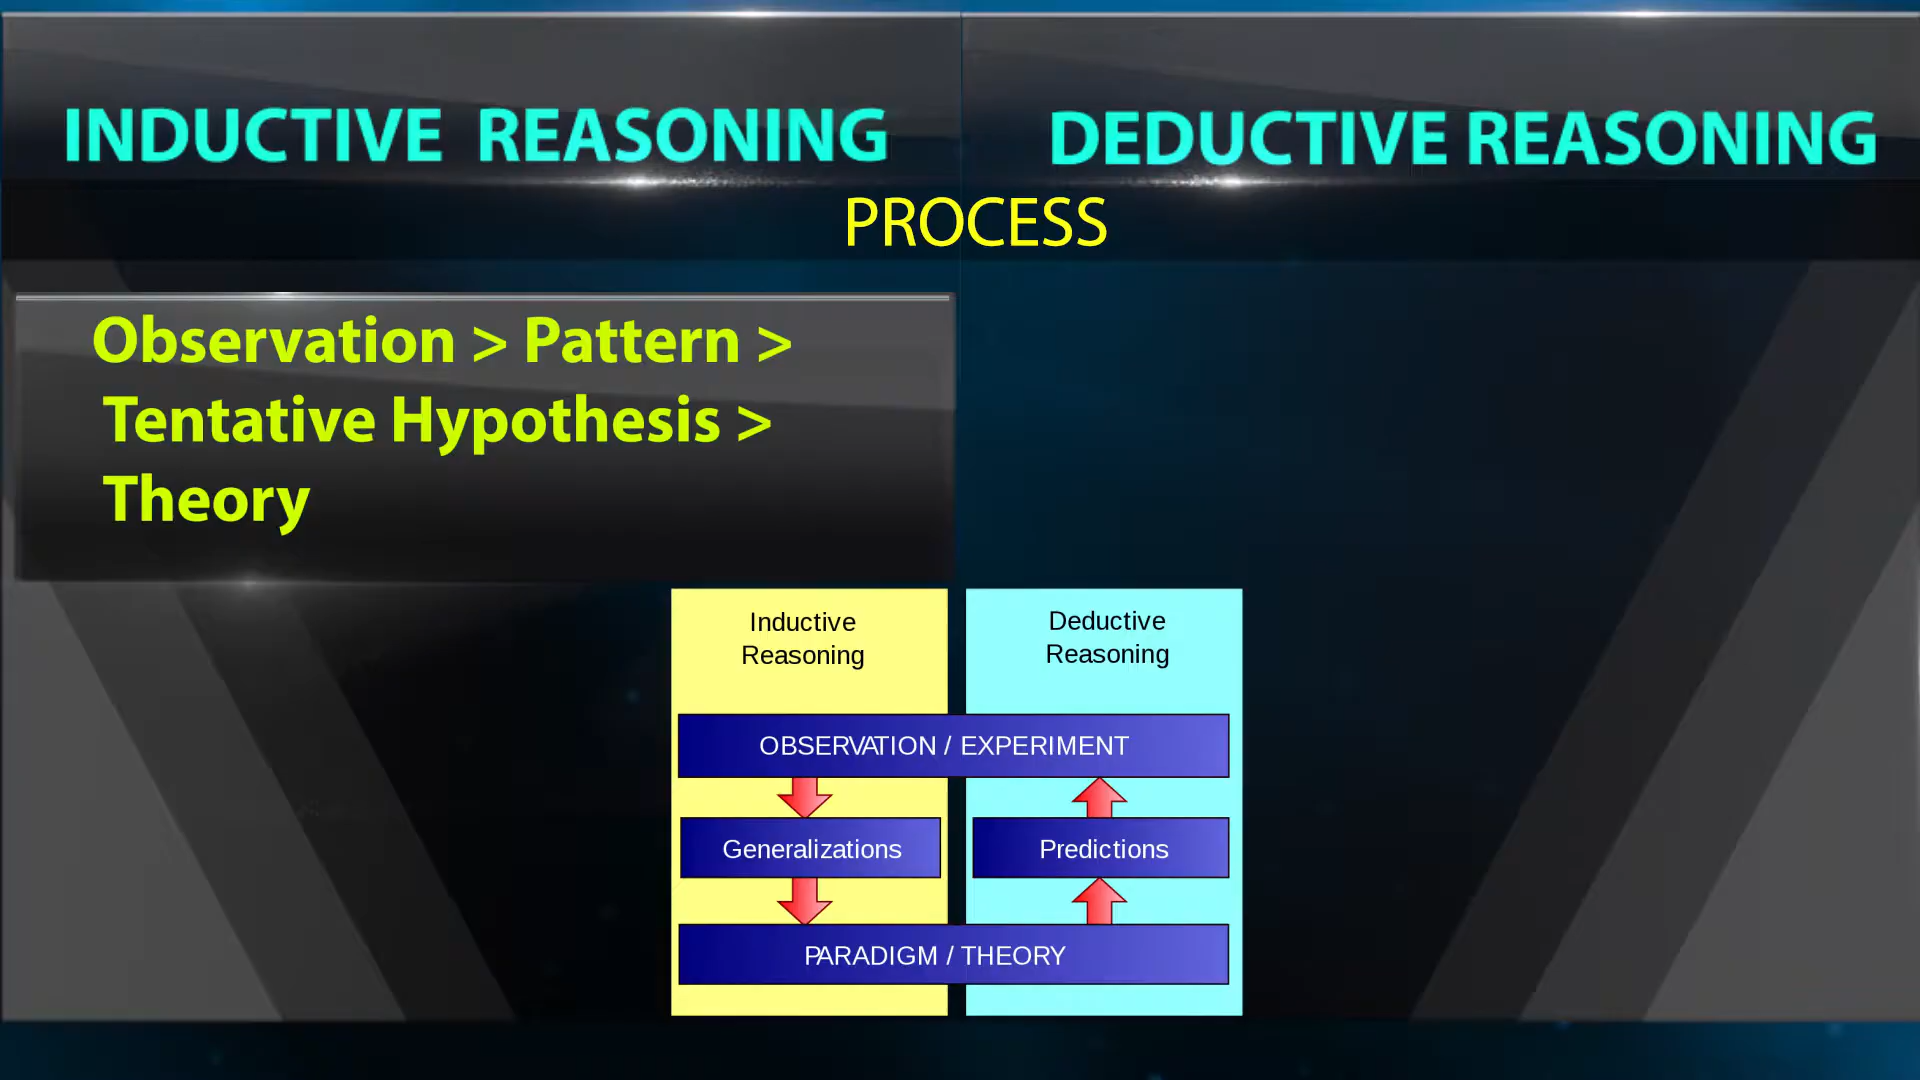 INDUCTIVE REASONING
DEDUCTIVE REASONING
PROCESS
Observation > Pattern >
Tentative Hypothesis >
Theory
Inductive
Reasoning
Deductive
Reasoning
OBSERVATION / EXPERIMENT
Generalizations
Predictions
PARADIGM / THEORY